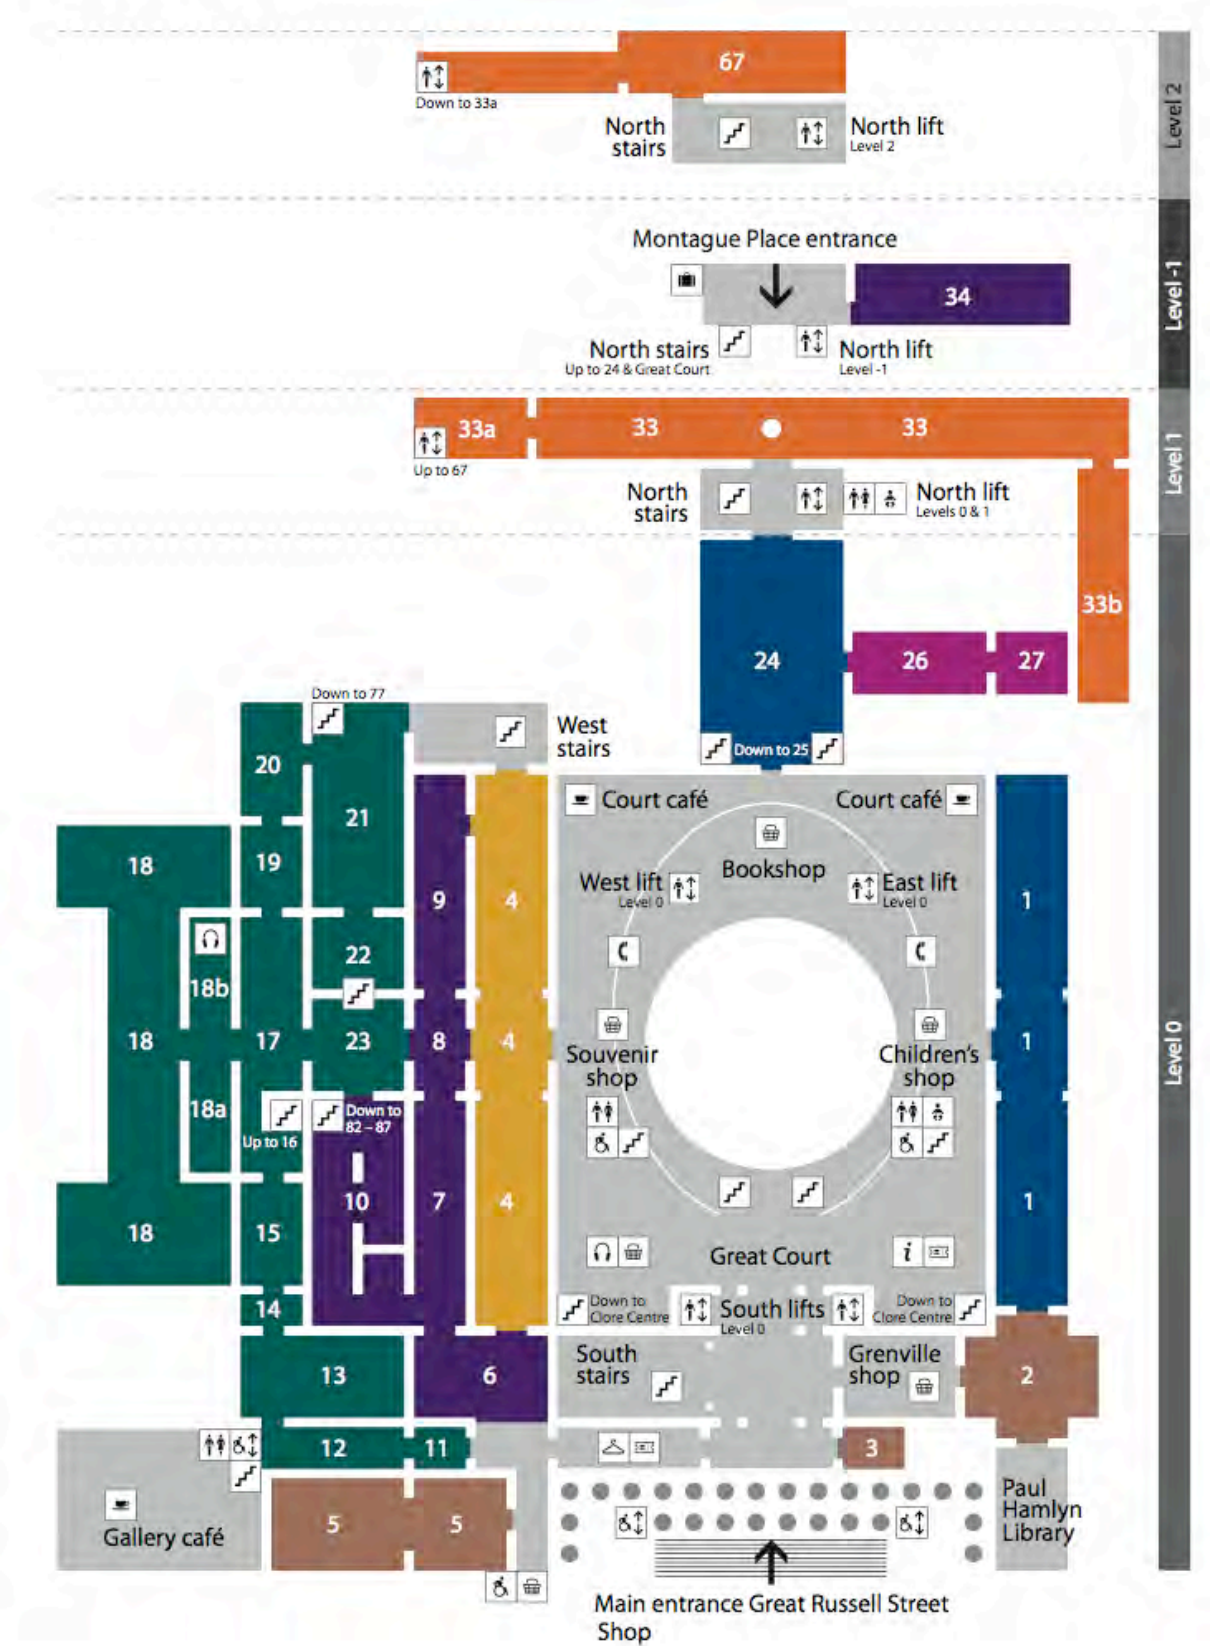 67
Down to 33a
North
stairs
North lift
Level 2
Level 2
Montague Place entrance
34
North stairs
Up to 24 & Great Court
North lift
Level -1
Level -1
33a
33
33
Up to 67
North
stairs
North lift
Levels 0 & 1
Level 1
33b
24
26
27
Down to 25
Down to 77
West
stairs
20
21
Court café
Court café
18
19
Bookshop
West lift
Level 0
East lift
Level 0
9
4
1
22
18b
18
17
23
8
4
Souvenir
shop
Children's
shop
1
Level 0
18a
Down to
82 – 87
Up to 16
18
15
10
7
4
1
i
Great Court
14
Down to
Clore Centre
South lifts
Level 0
Down to
Clore Centre
13
6
South
stairs
Grenville
shop
2
12
11
3
Gallery café
5
5
Paul
Hamlyn
Library
Main entrance Great Russell Street
Shop